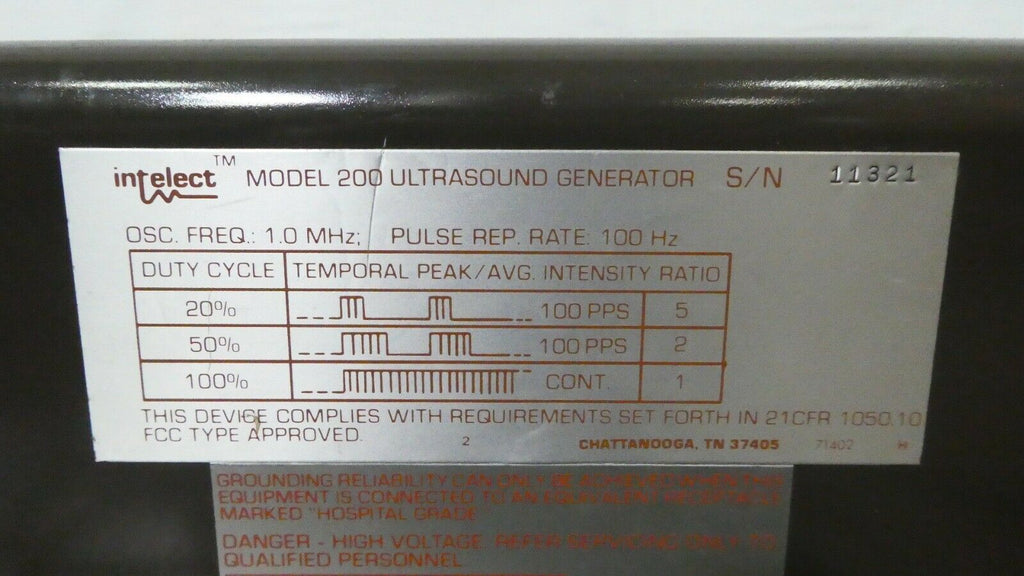 intelect™ MODEL 200 ULTRASOUND GENERATOR S/N 11321
OSC. FREQ.: 1.0 MHz; PULSE REP. RATE: 100 Hz
DUTY CYCLE TEMPORAL PEAK/AVG. INTENSITY RATIO
20% 100 PPS 5
50% 100 PPS 2
100% CONT. 1
THIS DEVICE COMPLIES WITH REQUIREMENTS SET FORTH IN 21CFR 1050.10
FCC TYPE APPROVED. 2 CHATTANOOGA, TN 37405 71402 H
GROUNDING RELIABILITY CAN ONLY BE ACHIEVED WHEN THIS
EQUIPMENT IS CONNECTED TO AN EQUIVALENT RECEPTACLE
MARKED "HOSPITAL GRADE
DANGER - HIGH VOLTAGE. REFER SERVICING ONLY TO
QUALIFIED PERSONNEL